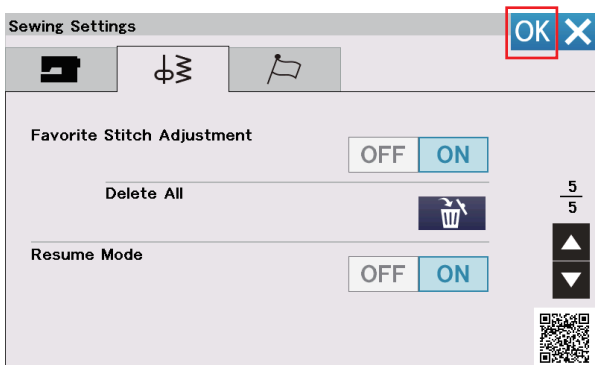 Sewing Settings
OK
Favorite Stitch Adjustment
OFF ON
Delete All
5
5
Resume Mode
OFF ON